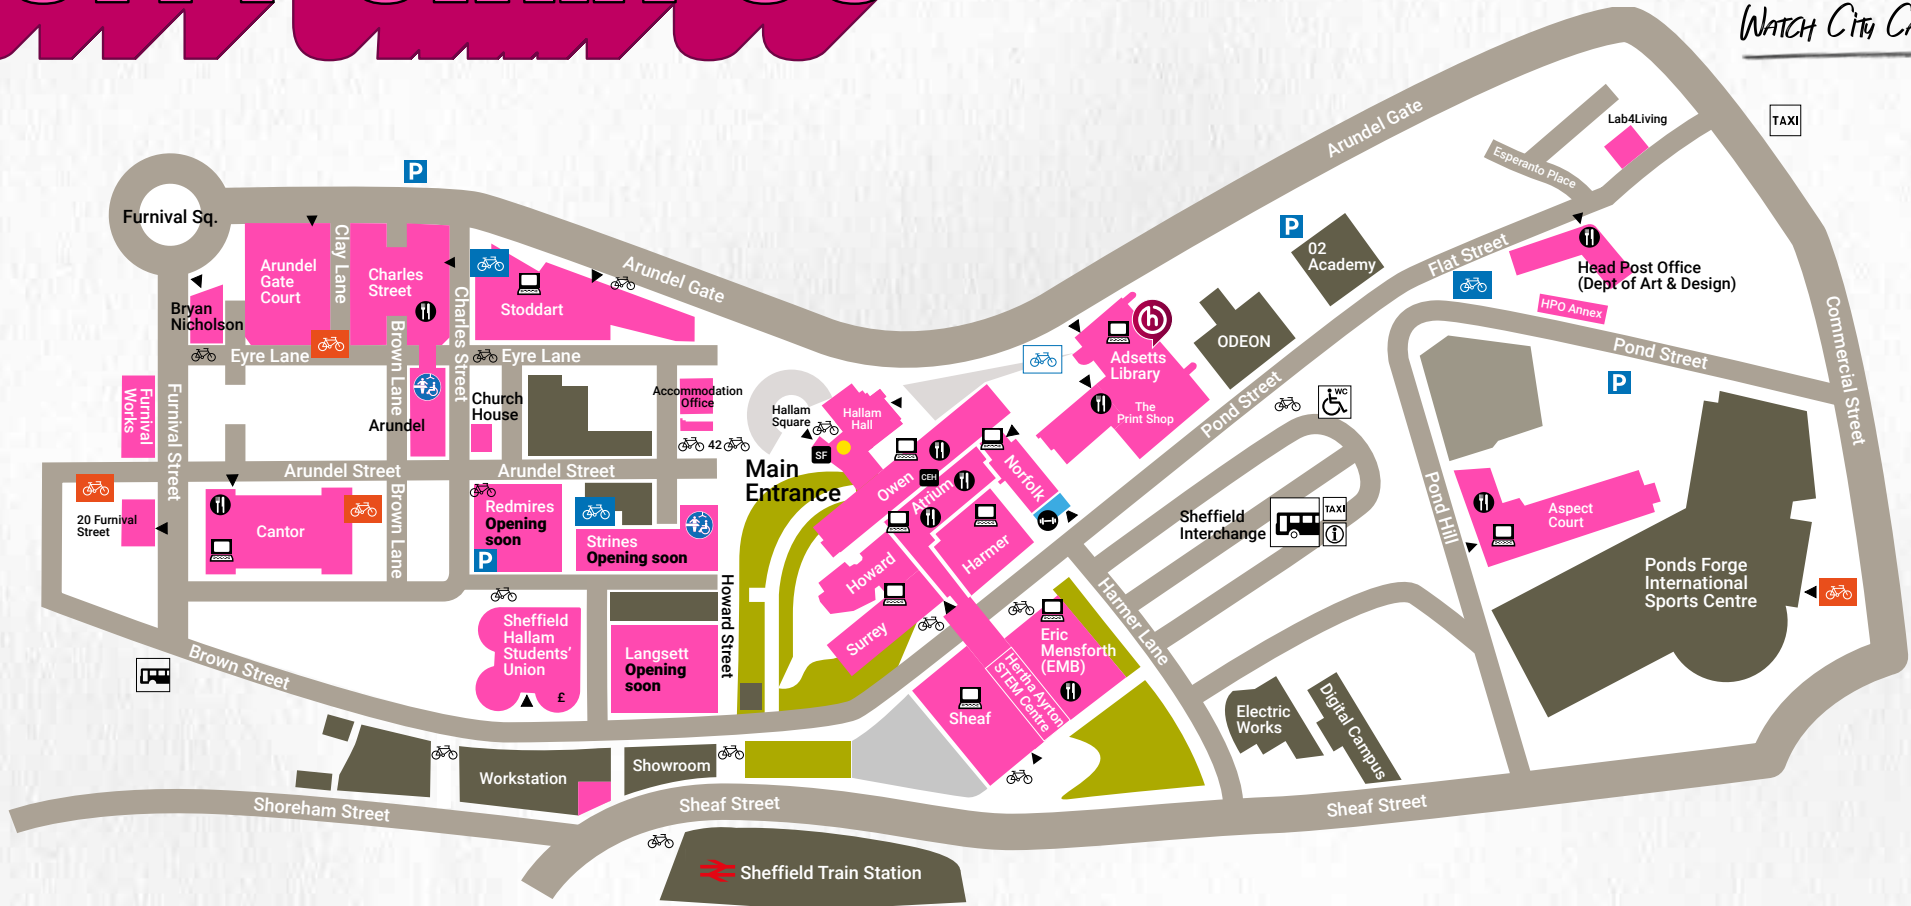 WATCH CITY
TAXI
Lab4Living
Arundel Gate
Esperanto Place
P
Furnival Sq.
P
02
Academy
Flat Street
Head Post Office
(Dept of Art & Design)
HPO Annex
Commercial Street
Arundel
Gate
Court
Clay Lane
Charles
Street
Charles Street
Stoddart
Arundel Gate
Bryan
Nicholson
Eyre Lane
Brown Lane
Eyre Lane
h
Adsetts
Library
ODEON
Pond Street
P
The
Print Shop
Pond Street
WC
Furnival
Works
Furnival Street
Arundel
Church
House
Accommodation
Office
42
Hallam
Square
Hallam
Hall
SF
Main
Entrance
Arundel Street
Arundel Street
Owen
CEH
Atrium
Norfolk
Harmer
Howard
Surrey
20 Furnival
Street
Cantor
Brown Lane
Redmires
Opening
soon
P
Strines
Opening soon
Sheffield
Interchange
TAXI
i
Pond Hill
Aspect
Court
Ponds Forge
International
Sports Centre
Howard Street
Harmer Lane
Sheffield
Hallam
Students'
Union
£
Langsett
Opening
soon
Brown Street
Eric
Mensforth
(EMB)
Hertha Ayrton
STEM Centre
Sheaf
Electric
Works
Digital Campus
Workstation
Showroom
Shoreham Street
Sheaf Street
Sheaf Street
Sheffield Train Station